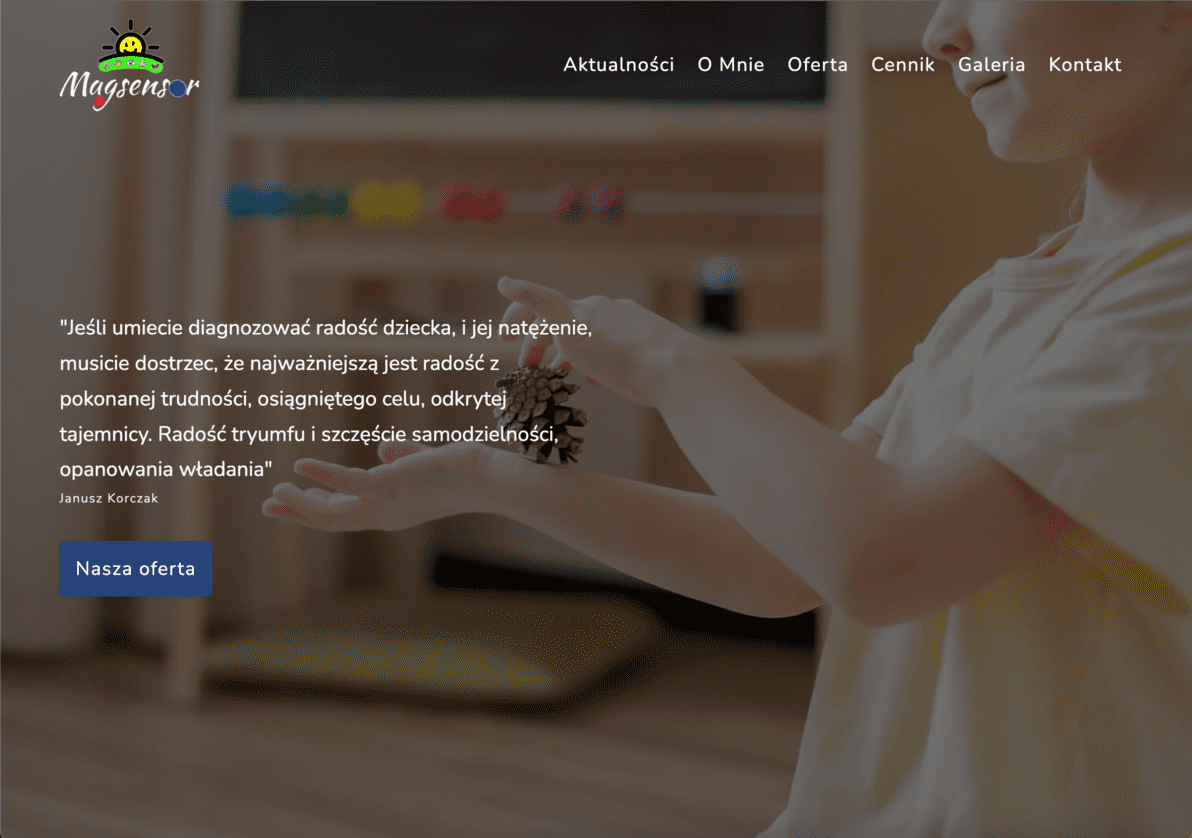 Magsensor
Aktualności O Mnie Oferta Cennik Galeria Kontakt
"Jeśli umiecie diagnozować radość dziecka, i jej natężenie,
musicie dostrzec, że najważniejszą jest radość z
pokonanej trudności, osiągniętego celu, odkrytej
tajemnicy. Radość tryumfu i szczęście samodzielności,
opanowania władania"
Janusz Korczak
Nasza oferta